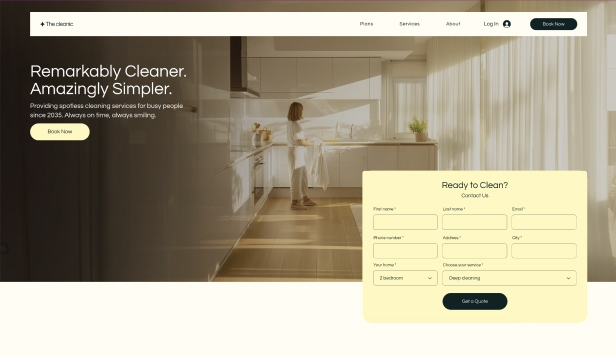 The cleanic
Plans
Services
About
Log In
Book Now
Remarkably Cleaner.
Amazingly Simpler.
Providing spotless cleaning services for busy people
since 2035. Always on time, always smiling.
Book Now
Ready to Clean?
Contact Us
First name *
Last name *
Email *
Phone number *
Address *
City *
Your home *
Choose your service *
2 bedroom
Deep cleaning
Get a Quote